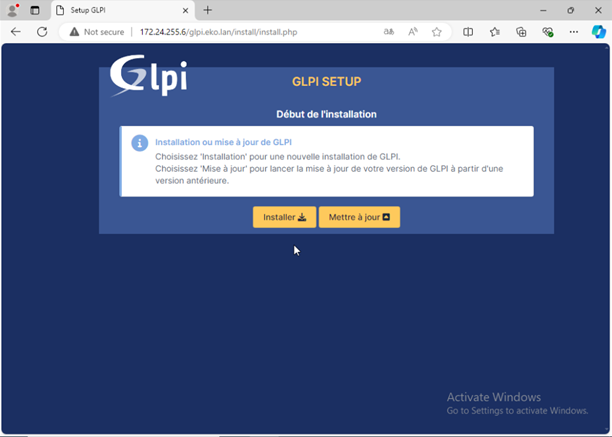 Setup GLPI
Not secure
172.24.255.6/glpi.eko.lan/install/install.php
Glpi
GLPI SETUP
Début de l'installation
Installation ou mise à jour de GLPI
Choisissez 'Installation' pour une nouvelle installation de GLPI.
Choisissez 'Mise à jour' pour lancer la mise à jour de votre version de GLPI à partir d'une
version antérieure.
Installer
Mettre à jour
Activate Windows
Go to Settings to activate Windows.